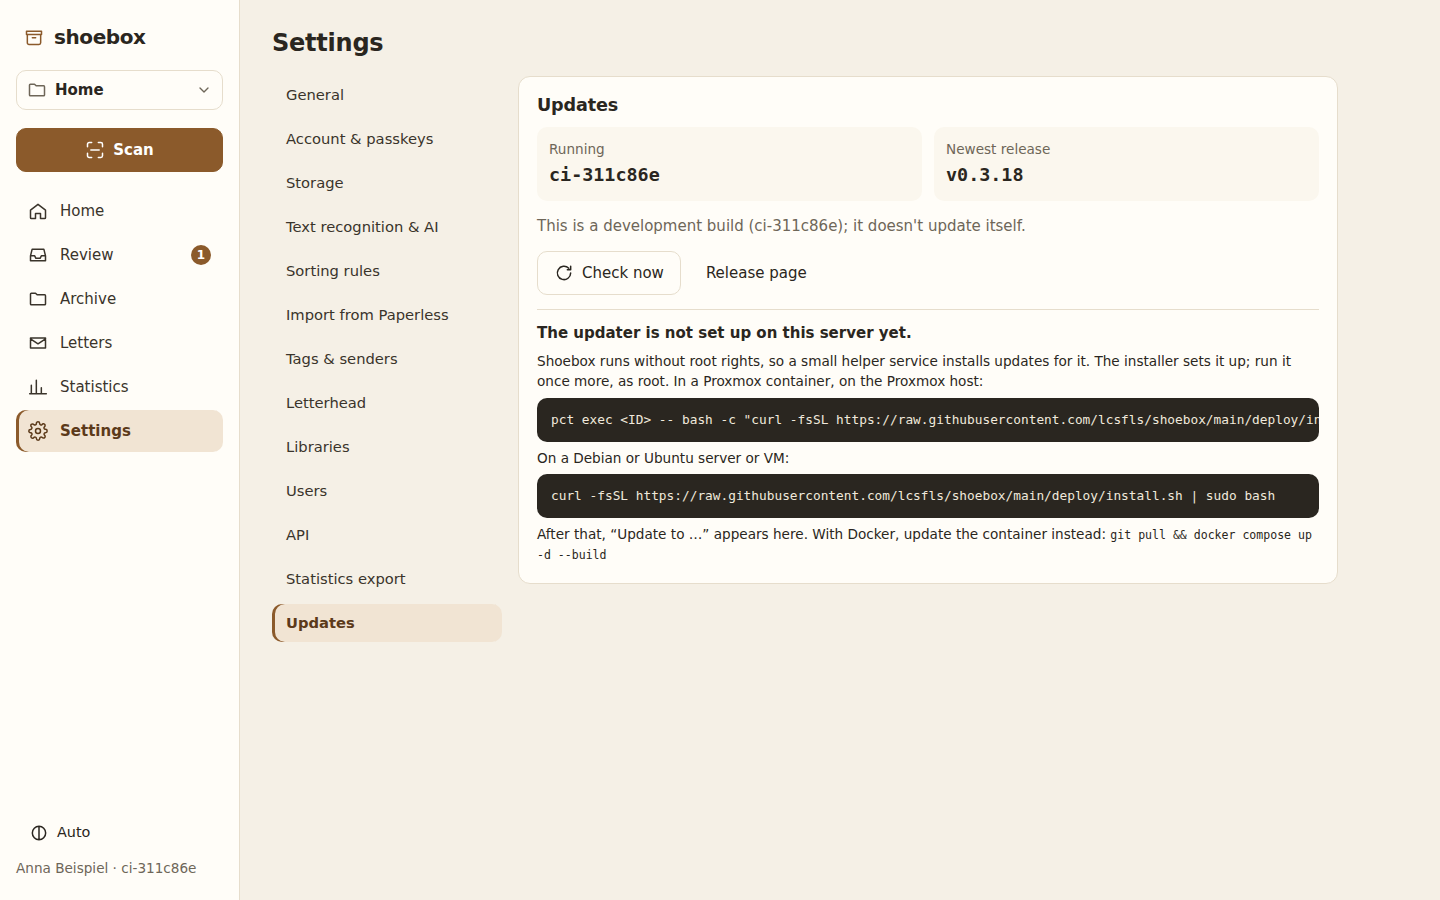 shoebox
Home
Scan
Home
Review 1
Archive
Letters
Statistics
Settings
Auto
Anna Beispiel · ci-311c86e
Settings
General
Account & passkeys
Storage
Text recognition & AI
Sorting rules
Import from Paperless
Tags & senders
Letterhead
Libraries
Users
API
Statistics export
Updates
Updates
Running
ci-311c86e
Newest release
v0.3.18
This is a development build (ci-311c86e); it doesn't update itself.
Check now
Release page
The updater is not set up on this server yet.
Shoebox runs without root rights, so a small helper service installs updates for it. The installer sets it up; run it
once more, as root. In a Proxmox container, on the Proxmox host:
pct exec <ID> -- bash -c "curl -fsSL https://raw.githubusercontent.com/lcsfls/shoebox/main/deploy/in
On a Debian or Ubuntu server or VM:
curl -fsSL https://raw.githubusercontent.com/lcsfls/shoebox/main/deploy/install.sh | sudo bash
After that, “Update to …” appears here. With Docker, update the container instead: git pull && docker compose up
-d --build